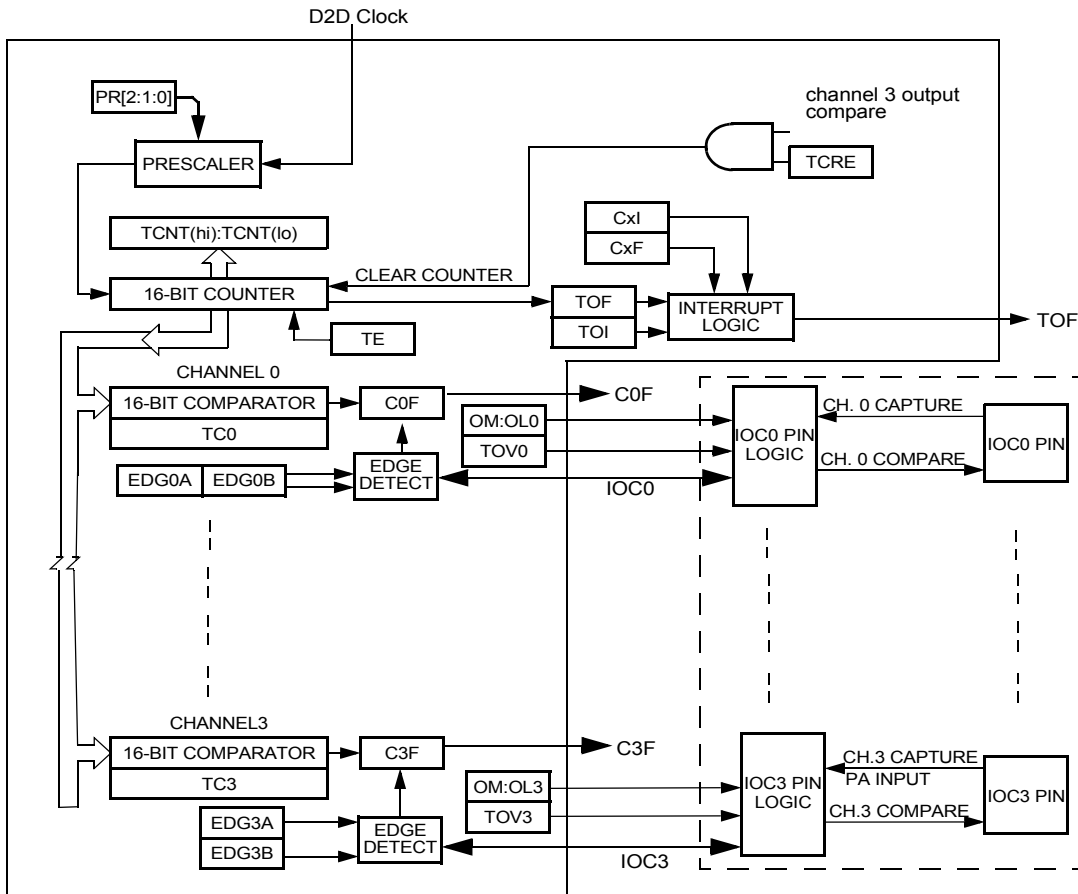 D2D Clock
PR[2:1:0]
channel 3 output
compare
PRESCALER
TCRE
CxI
CxF
TCNT(hi):TCNT(lo)
CLEAR COUNTER
16-BIT COUNTER
TOF
TOI
INTERRUPT
LOGIC
TOF
TE
CHANNEL 0
16-BIT COMPARATOR
TC0
C0F
C0F
OM:OL0
TOV0
IOC0 PIN
LOGIC
CH. 0 CAPTURE
CH. 0 COMPARE
IOC0 PIN
EDG0A
EDG0B
EDGE
DETECT
IOC0
CHANNEL3
16-BIT COMPARATOR
TC3
C3F
C3F
OM:OL3
TOV3
IOC3 PIN
LOGIC
CH.3 CAPTURE
PA INPUT
CH.3 COMPARE
IOC3 PIN
EDG3A
EDG3B
EDGE
DETECT
IOC3